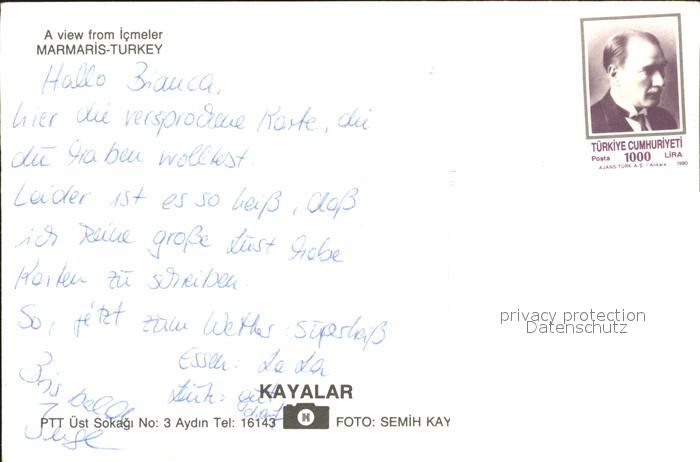 A view from İçmeler
MARMARİS-TURKEY
Hallo Bianca,
hier die versprochene Karte, die
du haben wolltest.
Leider ist es so heiß, daß
ich keine große Lust habe
Karten zu schreiben.
So, jetzt zum Wetter: Superheiß
Essen: La La
Bis
TÜRKİYE CUMHURİYETİ
Posta 1000 LİRA
AJANS TÜRK A.Ş. / Ankara 1990
privacy protection
Datenschutz
KAYALAR
PTT Üst Sokağı No: 3 Aydın Tel: 16143 FOTO: SEMİH KAY